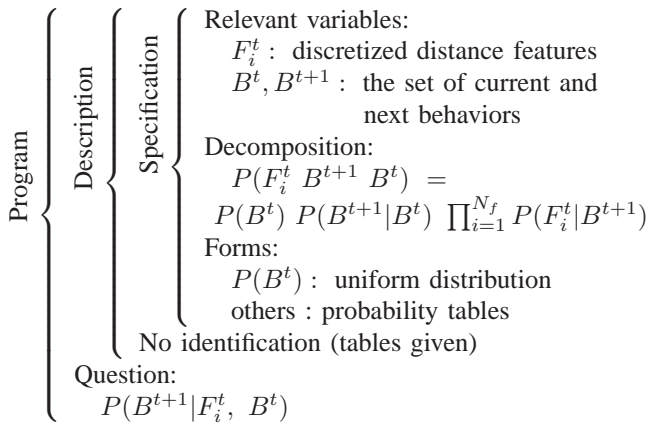 Program
Description
Specification
Relevant variables:
F_i^t : discretized distance features
B^t, B^{t+1} : the set of current and
next behaviors
Decomposition:
P(F_i^t B^{t+1} B^t) =
P(B^t) P(B^{t+1}|B^t) ∏_{i=1}^{N_f} P(F_i^t|B^{t+1})
Forms:
P(B^t) : uniform distribution
others : probability tables
No identification (tables given)
Question:
P(B^{t+1}|F_i^t, B^t)